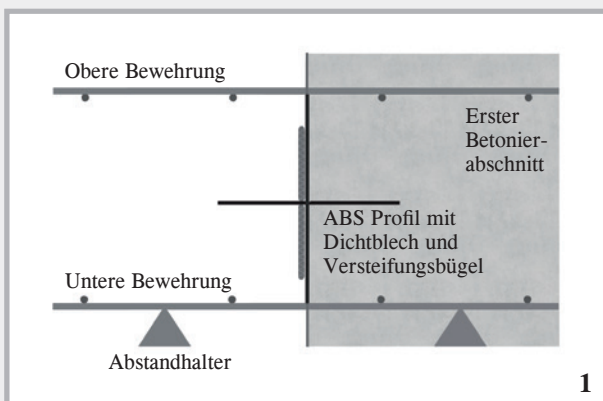 Obere Bewehrung
Erster
Betonier-
abschnitt
ABS Profil mit
Dichtblech und
Versteifungsbügel
Untere Bewehrung
Abstandhalter
1